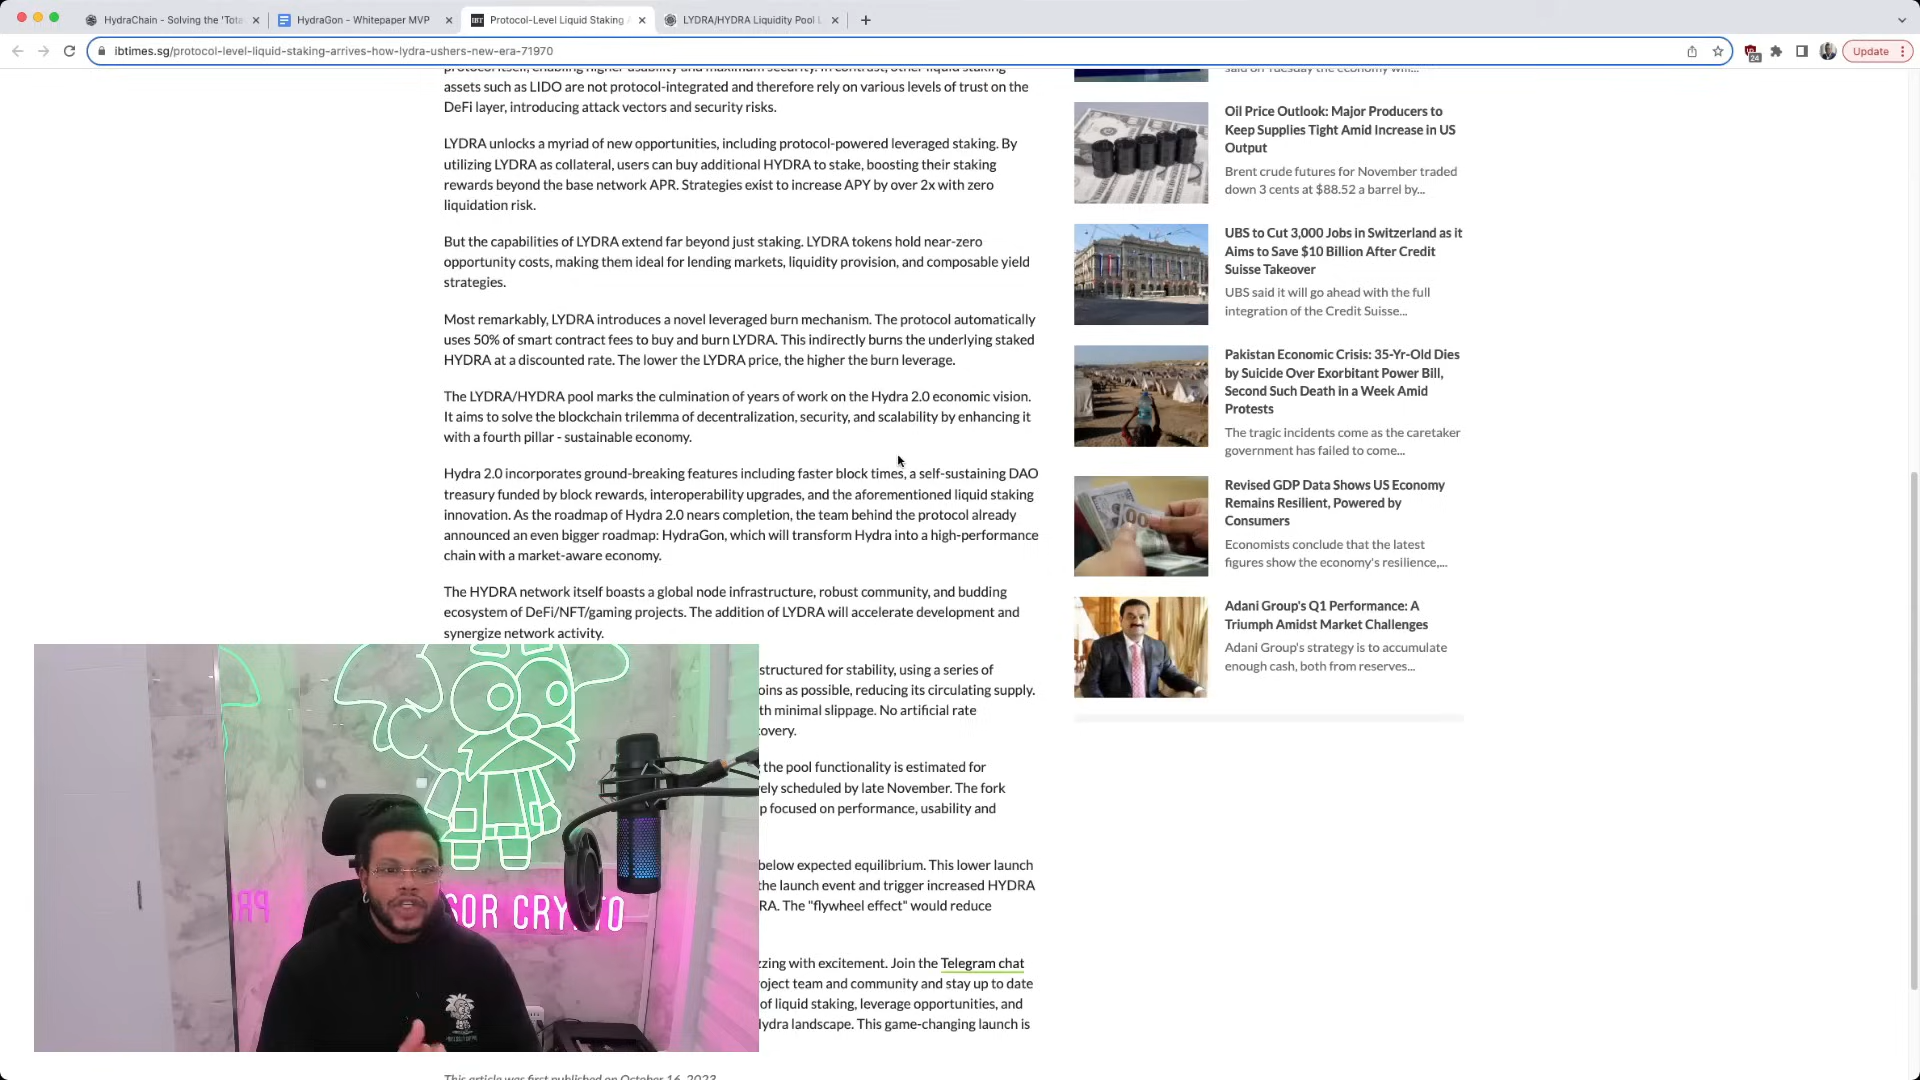 HydraChain - Solving the 'Tota
HydraGon - Whitepaper MVP
IBT
Protocol-Level Liquid Staking
LYDRA/HYDRA Liquidity Pool L
ibtimes.sg/protocol-level-liquid-staking-arrives-how-lydra-ushers-new-era-71970
24
Update
assets such as LIDO are not protocol-integrated and therefore rely on various levels of trust on the
DeFi layer, introducing attack vectors and security risks.
LYDRA unlocks a myriad of new opportunities, including protocol-powered leveraged staking. By
utilizing LYDRA as collateral, users can buy additional HYDRA to stake, boosting their staking
rewards beyond the base network APR. Strategies exist to increase APY by over 2x with zero
liquidation risk.
But the capabilities of LYDRA extend far beyond just staking. LYDRA tokens hold near-zero
opportunity costs, making them ideal for lending markets, liquidity provision, and composable yield
strategies.
Most remarkably, LYDRA introduces a novel leveraged burn mechanism. The protocol automatically
uses 50% of smart contract fees to buy and burn LYDRA. This indirectly burns the underlying staked
HYDRA at a discounted rate. The lower the LYDRA price, the higher the burn leverage.
The LYDRA/HYDRA pool marks the culmination of years of work on the Hydra 2.0 economic vision.
It aims to solve the blockchain trilemma of decentralization, security, and scalability by enhancing it
with a fourth pillar - sustainable economy.
Hydra 2.0 incorporates ground-breaking features including faster block times, a self-sustaining DAO
treasury funded by block rewards, interoperability upgrades, and the aforementioned liquid staking
innovation. As the roadmap of Hydra 2.0 nears completion, the team behind the protocol already
announced an even bigger roadmap: HydraGon, which will transform Hydra into a high-performance
chain with a market-aware economy.
The HYDRA network itself boasts a global node infrastructure, robust community, and budding
ecosystem of DeFi/NFT/gaming projects. The addition of LYDRA will accelerate development and
synergize network activity.
structured for stability, using a series of
oins as possible, reducing its circulating supply.
th minimal slippage. No artificial rate
covery.
the pool functionality is estimated for
vely scheduled by late November. The fork
p focused on performance, usability and
below expected equilibrium. This lower launch
the launch event and trigger increased HYDRA
RA. The "flywheel effect" would reduce
zzing with excitement. Join the Telegram chat
roject team and community and stay up to date
of liquid staking, leverage opportunities, and
lydra landscape. This game-changing launch is
This article was first published on October 16, 2023
said on Tuesday the economy will...
Oil Price Outlook: Major Producers to
Keep Supplies Tight Amid Increase in US
Output
Brent crude futures for November traded
down 3 cents at $88.52 a barrel by...
UBS to Cut 3,000 Jobs in Switzerland as it
Aims to Save $10 Billion After Credit
Suisse Takeover
UBS said it will go ahead with the full
integration of the Credit Suisse...
Pakistan Economic Crisis: 35-Yr-Old Dies
by Suicide Over Exorbitant Power Bill,
Second Such Death in a Week Amid
Protests
The tragic incidents come as the caretaker
government has failed to come...
Revised GDP Data Shows US Economy
Remains Resilient, Powered by
Consumers
Economists conclude that the latest
figures show the economy's resilience,...
Adani Group's Q1 Performance: A
Triumph Amidst Market Challenges
Adani Group's strategy is to accumulate
enough cash, both from reserves...
SOR CRYPTO